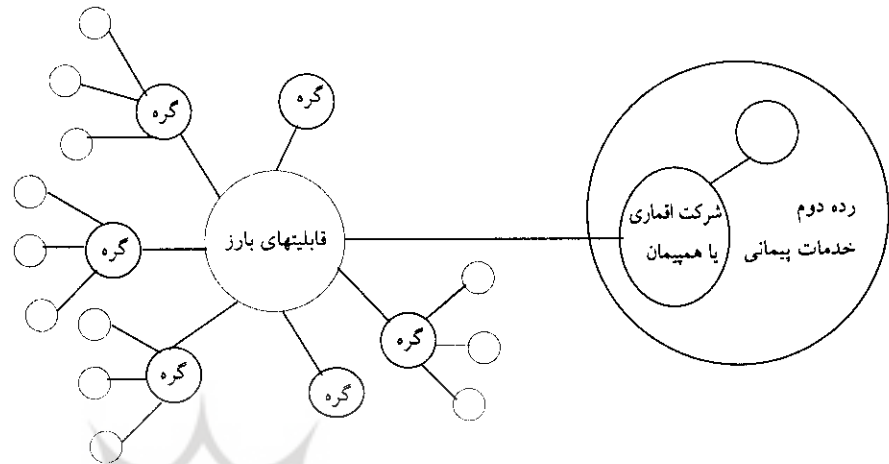 گره
گره
گره
قابلیتهای بارز
گره
گره
گره
شرکت اقماری
یا همپیمان
رده دوم
خدمات پیمانی